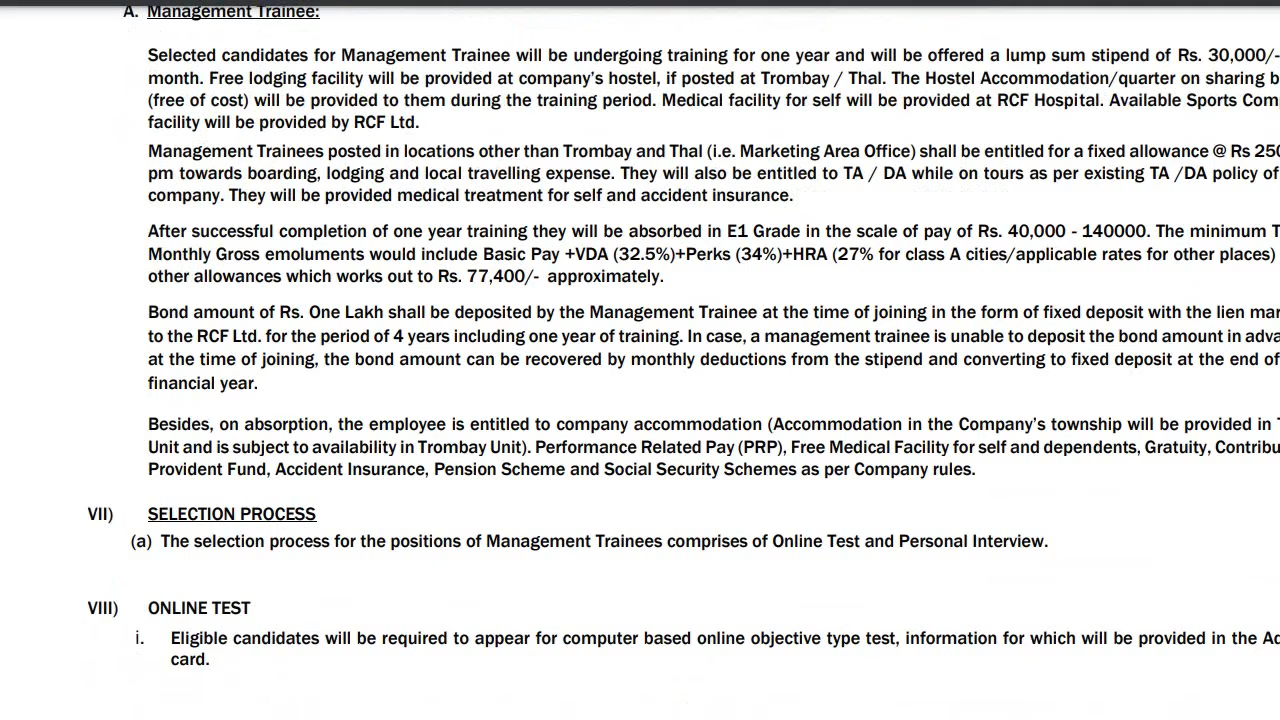 A. Management Trainee:
Selected candidates for Management Trainee will be undergoing training for one year and will be offered a lump sum stipend of Rs. 30,000/-
month. Free lodging facility will be provided at company's hostel, if posted at Trombay / Thal. The Hostel Accommodation/quarter on sharing
(free of cost) will be provided to them during the training period. Medical facility for self will be provided at RCF Hospital. Available Sports
facility will be provided by RCF Ltd.
Management Trainees posted in locations other than Trombay and Thal (i.e. Marketing Area Office) shall be entitled for a fixed allowance @ Rs
pm towards boarding, lodging and local travelling expense. They will also be entitled to TA / DA while on tours as per existing TA /DA policy of
company. They will be provided medical treatment for self and accident insurance.
After successful completion of one year training they will be absorbed in E1 Grade in the scale of pay of Rs. 40,000 - 140000. The minimum
Monthly Gross emoluments would include Basic Pay +VDA (32.5%)+Perks (34%)+HRA (27% for class A cities/applicable rates for other places)
other allowances which works out to Rs. 77,400/- approximately.
Bond amount of Rs. One Lakh shall be deposited by the Management Trainee at the time of joining in the form of fixed deposit with the lien
to the RCF Ltd. for the period of 4 years including one year of training. In case, a management trainee is unable to deposit the bond amount in
at the time of joining, the bond amount can be recovered by monthly deductions from the stipend and converting to fixed deposit at the end of
financial year.
Besides, on absorption, the employee is entitled to company accommodation (Accommodation in the Company's township will be provided in
Unit and is subject to availability in Trombay Unit). Performance Related Pay (PRP), Free Medical Facility for self and dependents, Gratuity,
Provident Fund, Accident Insurance, Pension Scheme and Social Security Schemes as per Company rules.
VII) SELECTION PROCESS
(a) The selection process for the positions of Management Trainees comprises of Online Test and Personal Interview.
VIII) ONLINE TEST
i. Eligible candidates will be required to appear for computer based online objective type test, information for which will be provided in the
card.